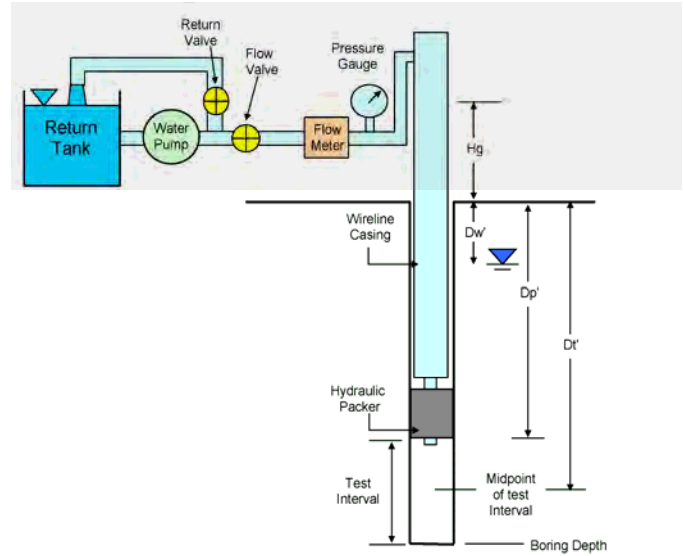 Return
Valve
Flow
Valve
Pressure
Gauge
Return
Tank
Water
Pump
Flow
Meter
Hg
Wireline
Casing
Dw'
Dp'
Dt'
Hydraulic
Packer
Test
Interval
Midpoint
of test
Interval
Boring Depth